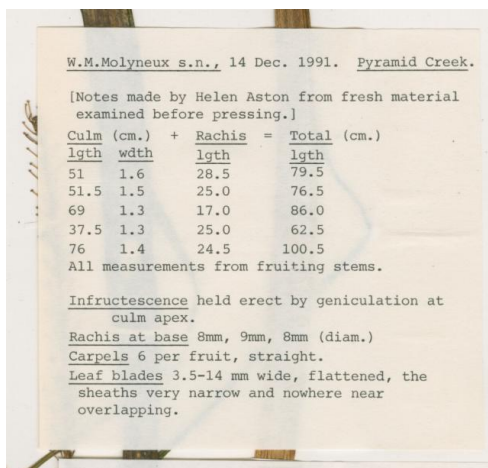 W.M.Molyneux s.n., 14 Dec. 1991. Pyramid Creek.
[Notes made by Helen Aston from fresh material
examined before pressing.]
Culm (cm.) + Rachis = Total (cm.)
lgth wdth lgth lgth
51 1.6 28.5 79.5
51.5 1.5 25.0 76.5
69 1.3 17.0 86.0
37.5 1.3 25.0 62.5
76 1.4 24.5 100.5
All measurements from fruiting stems.
Infructescence held erect by geniculation at
culm apex.
Rachis at base 8mm, 9mm, 8mm (diam.)
Carpels 6 per fruit, straight.
Leaf blades 3.5-14 mm wide, flattened, the
sheaths very narrow and nowhere near
overlapping.